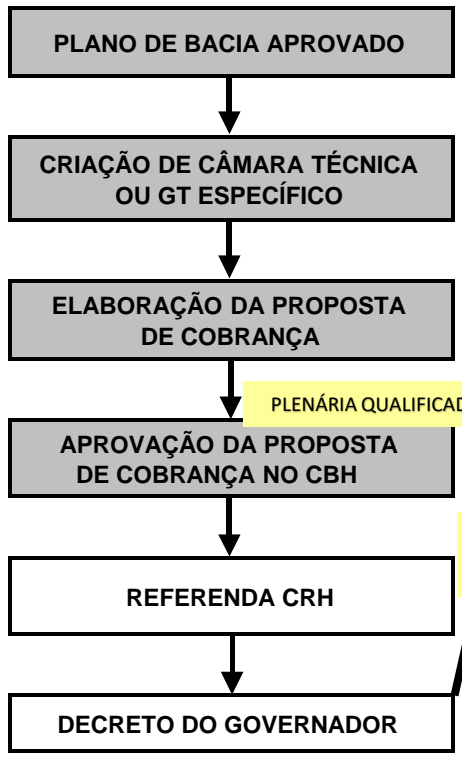 PLANO DE BACIA APROVADO
CRIAÇÃO DE CÂMARA TÉCNICA
OU GT ESPECÍFICO
ELABORAÇÃO DA PROPOSTA
DE COBRANÇA
PLENÁRIA
APROVAÇÃO DA PROPOSTA
DE COBRANÇA NO CBH
REFERENDA CRH
DECRETO DO GOVERNADOR